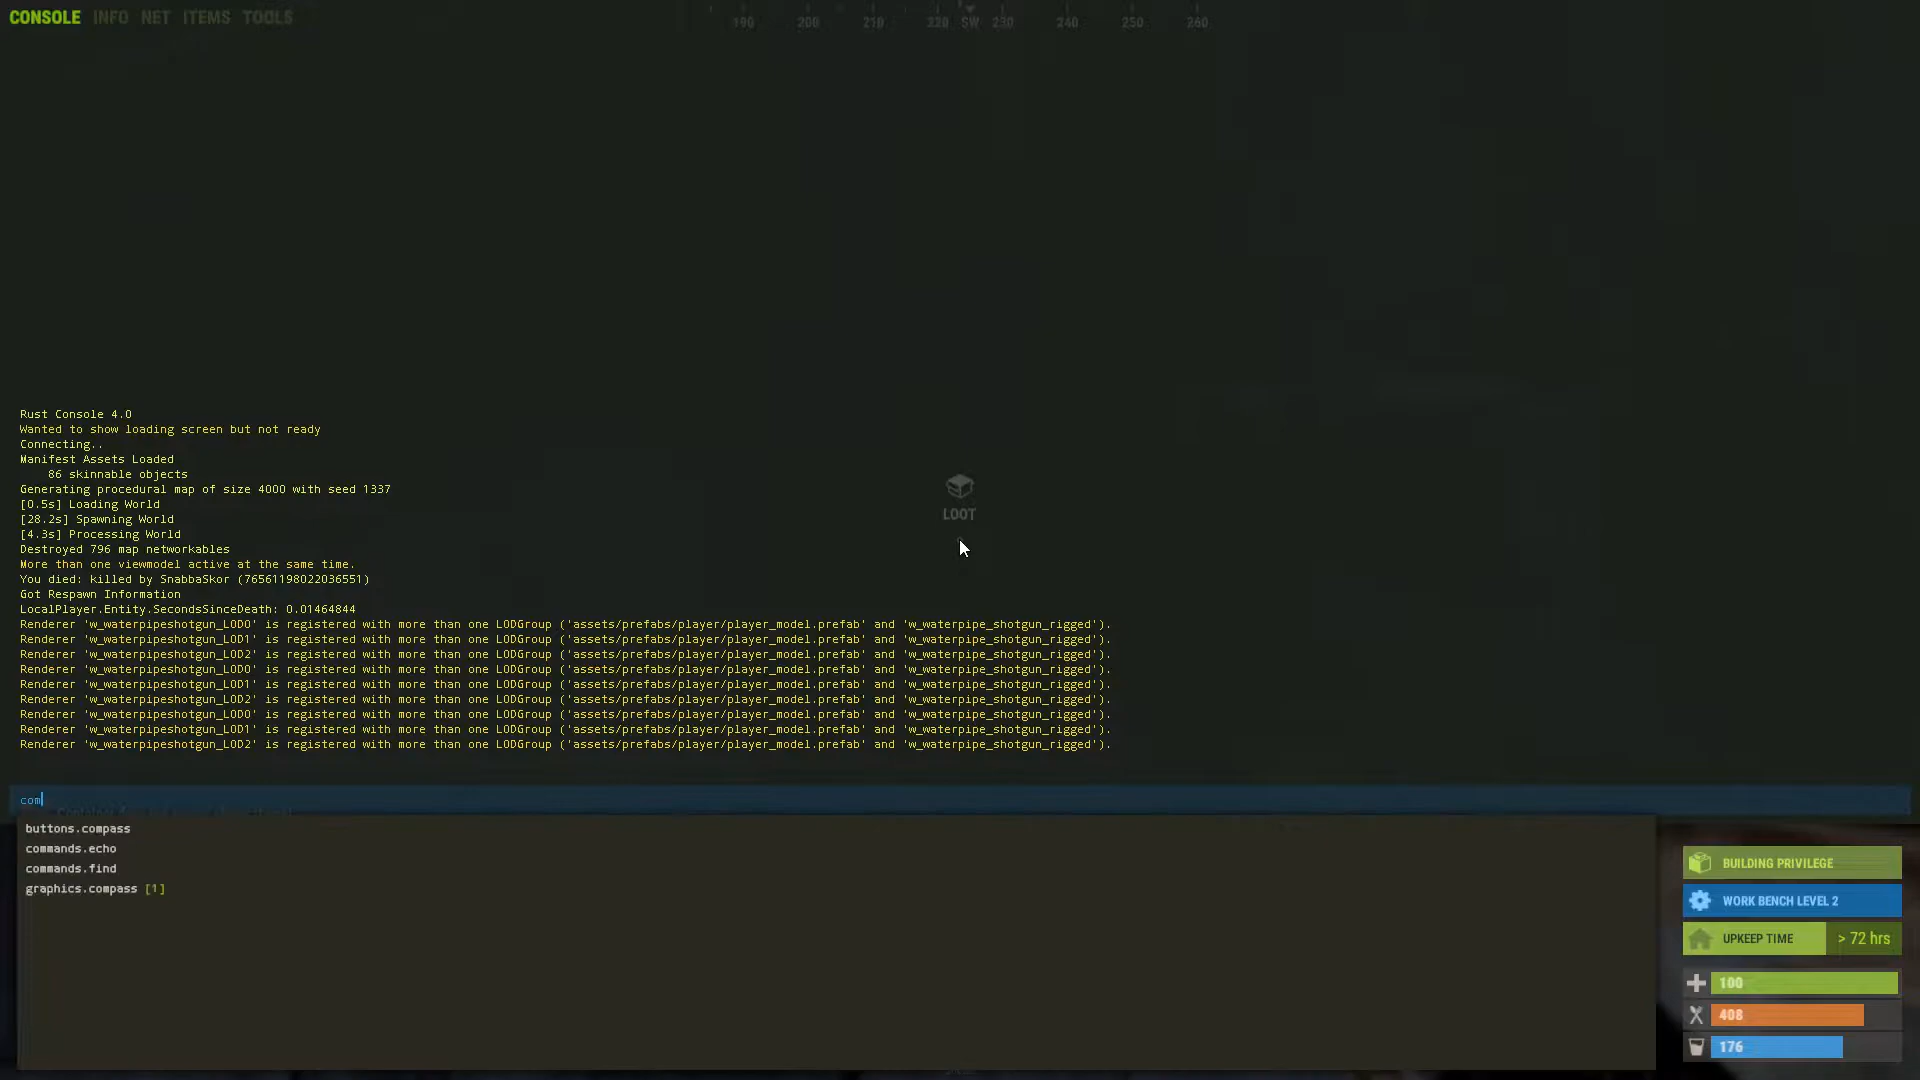 CONSOLE INFO NET ITEMS TOOLS
190 200 210 220 SW 230 240 250 260
Rust Console 4.0
Wanted to show loading screen but not ready
Connecting..
Manifest Assets Loaded
86 skinnable objects
Generating procedural map of size 4000 with seed 1337
[0.5s] Loading World
[28.2s] Spawning World
[4.3s] Processing World
Destroyed 796 map networkables
More than one viewmodel active at the same time.
You died: killed by SnabbaSkor (76561198022036551)
Got Respawn Information
LocalPlayer.Entity.SecondsSinceDeath: 0.01464844
Renderer 'w_waterpipeshotgun_LOD0' is registered with more than one LODGroup ('assets/prefabs/player/player_model.prefab' and 'w_waterpipe_shotgun_rigged').
Renderer 'w_waterpipeshotgun_LOD1' is registered with more than one LODGroup ('assets/prefabs/player/player_model.prefab' and 'w_waterpipe_shotgun_rigged').
Renderer 'w_waterpipeshotgun_LOD2' is registered with more than one LODGroup ('assets/prefabs/player/player_model.prefab' and 'w_waterpipe_shotgun_rigged').
Renderer 'w_waterpipeshotgun_LOD0' is registered with more than one LODGroup ('assets/prefabs/player/player_model.prefab' and 'w_waterpipe_shotgun_rigged').
Renderer 'w_waterpipeshotgun_LOD1' is registered with more than one LODGroup ('assets/prefabs/player/player_model.prefab' and 'w_waterpipe_shotgun_rigged').
Renderer 'w_waterpipeshotgun_LOD2' is registered with more than one LODGroup ('assets/prefabs/player/player_model.prefab' and 'w_waterpipe_shotgun_rigged').
Renderer 'w_waterpipeshotgun_LOD0' is registered with more than one LODGroup ('assets/prefabs/player/player_model.prefab' and 'w_waterpipe_shotgun_rigged').
Renderer 'w_waterpipeshotgun_LOD1' is registered with more than one LODGroup ('assets/prefabs/player/player_model.prefab' and 'w_waterpipe_shotgun_rigged').
Renderer 'w_waterpipeshotgun_LOD2' is registered with more than one LODGroup ('assets/prefabs/player/player_model.prefab' and 'w_waterpipe_shotgun_rigged').
LOOT
com
buttons.compass
commands.echo
commands.find
graphics.compass [1]
BUILDING PRIVILEGE
WORK BENCH LEVEL 2
UPKEEP TIME > 72 hrs
100
408
176